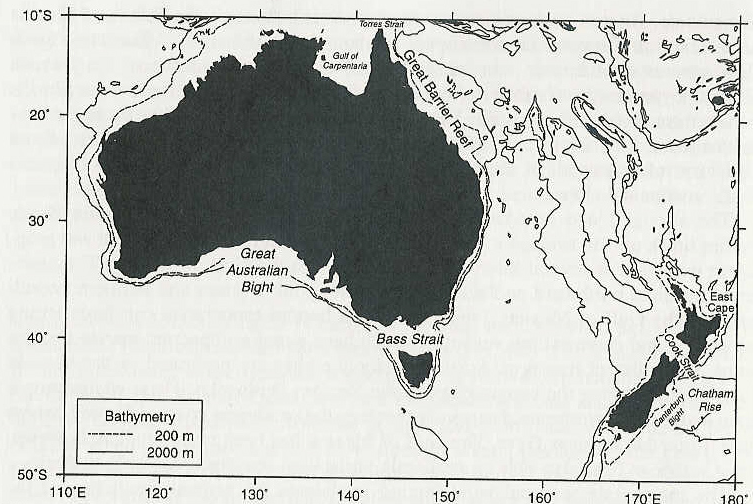 10°S
Torres Strait
Gulf of
Carpentaria
Great Barrier Reef
20°
30°
Great
Australian
Bight
East
Cape
40°
Bass Strait
Cook Strait
Chatham
Rise
Canterbury
Bight
Bathymetry
200 m
2000 m
50°S
110°E
120°
130°
140°
150°
160°
170°
180°